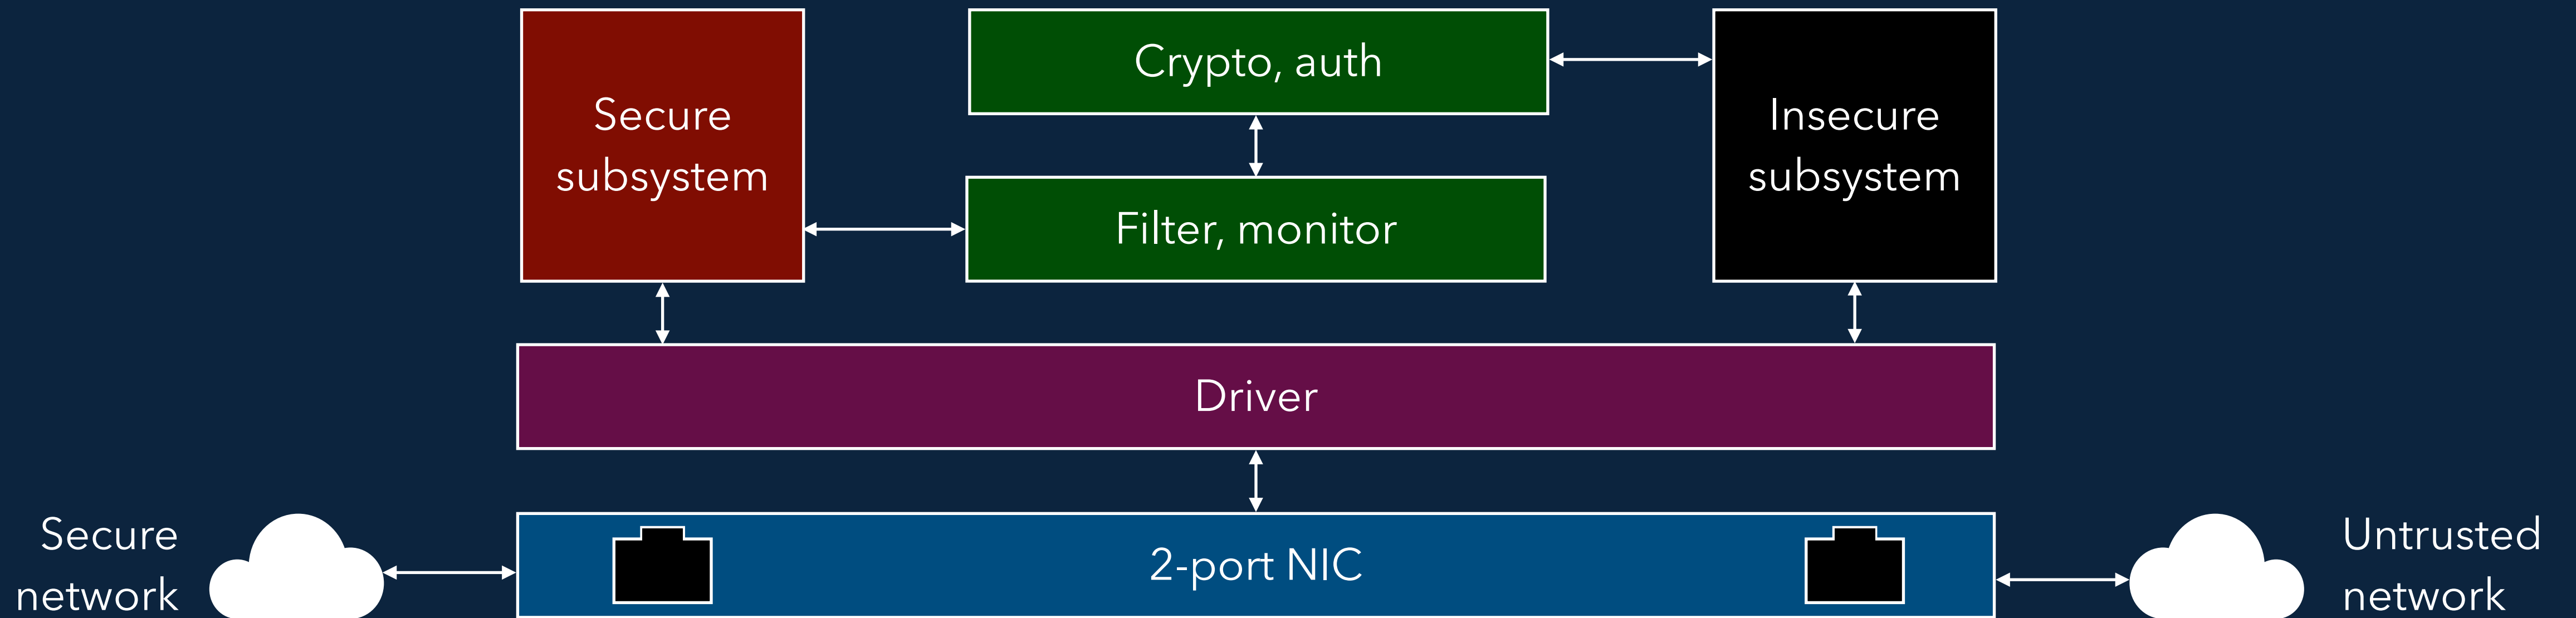 Secure
subsystem
Crypto, auth
Filter, monitor
Insecure
subsystem
Driver
Secure
network
2-port NIC
Untrusted
network